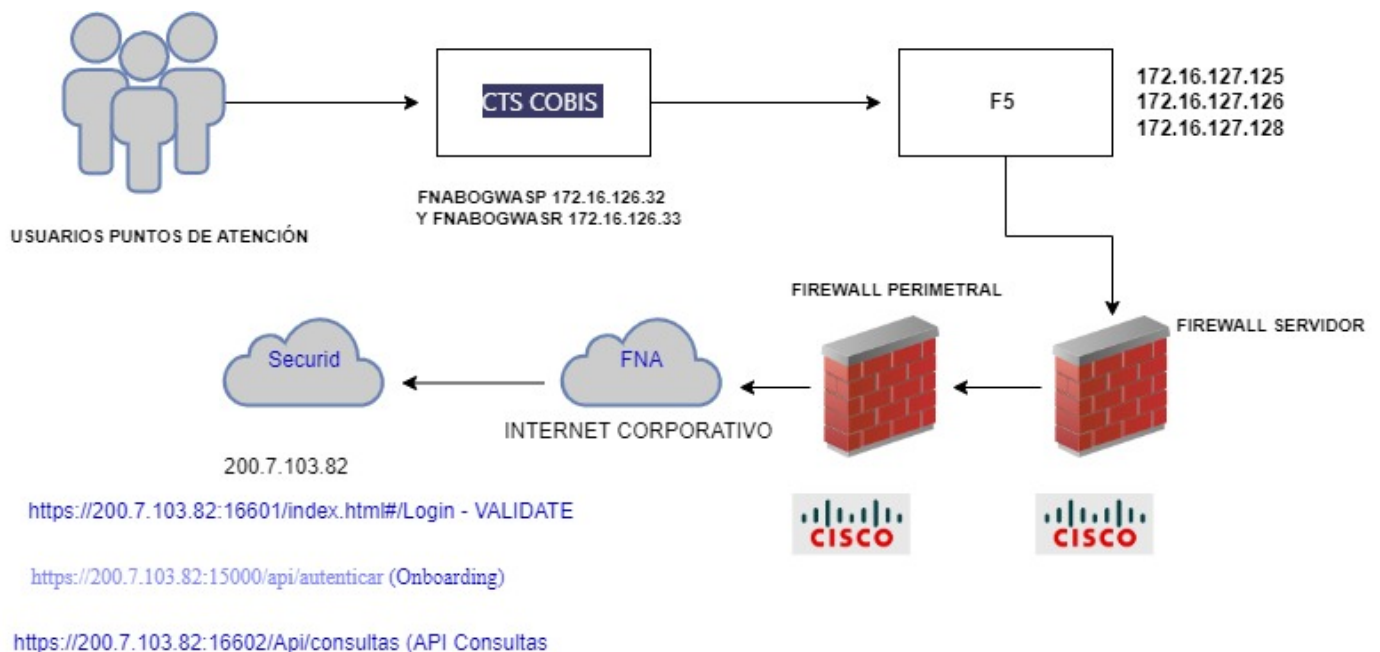 CTS COBIS
F5
172.16.127.125
172.16.127.126
172.16.127.128
FNABOGWASP 172.16.126.32
Y FNABOGWASR 172.16.126.33
USUARIOS PUNTOS DE ATENCIÓN
FIREWALL PERIMETRAL
FIREWALL SERVIDOR
Securid
FNA
INTERNET CORPORATIVO
200.7.103.82
https://200.7.103.82:16601/index.html#/Login - VALIDATE
CISCO
CISCO
https://200.7.103.82:15000/api/autenticar (Onboarding)
https://200.7.103.82:16602/Api/consultas (API Consultas